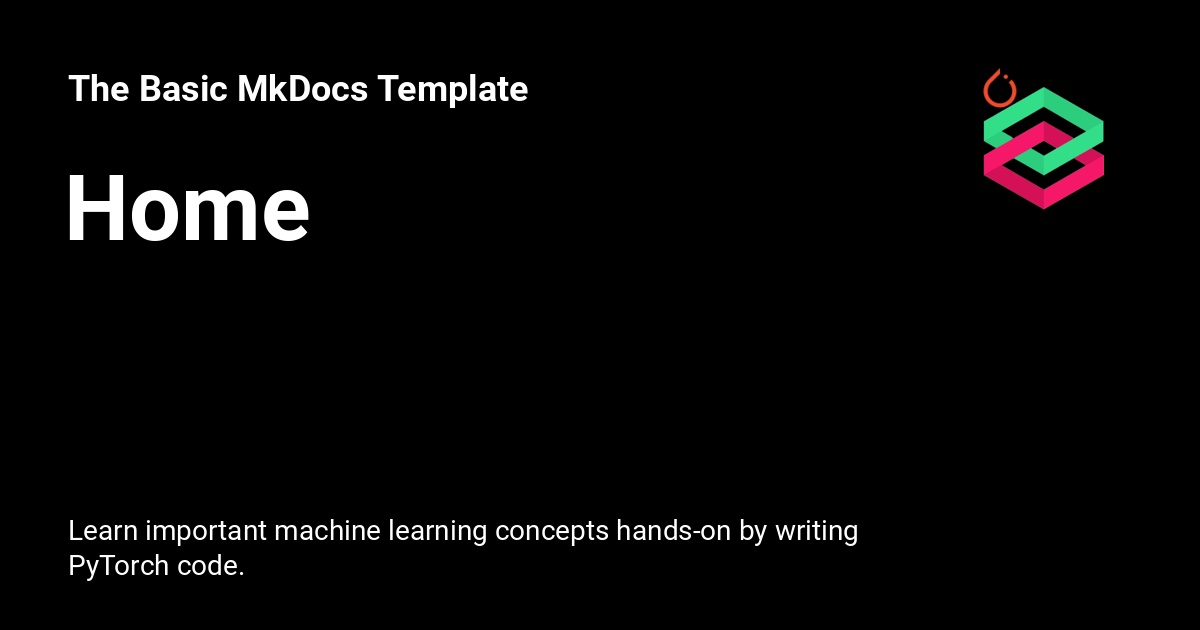 The Basic MkDocs Template
Home
Learn important machine learning concepts hands-on by writing
PyTorch code.